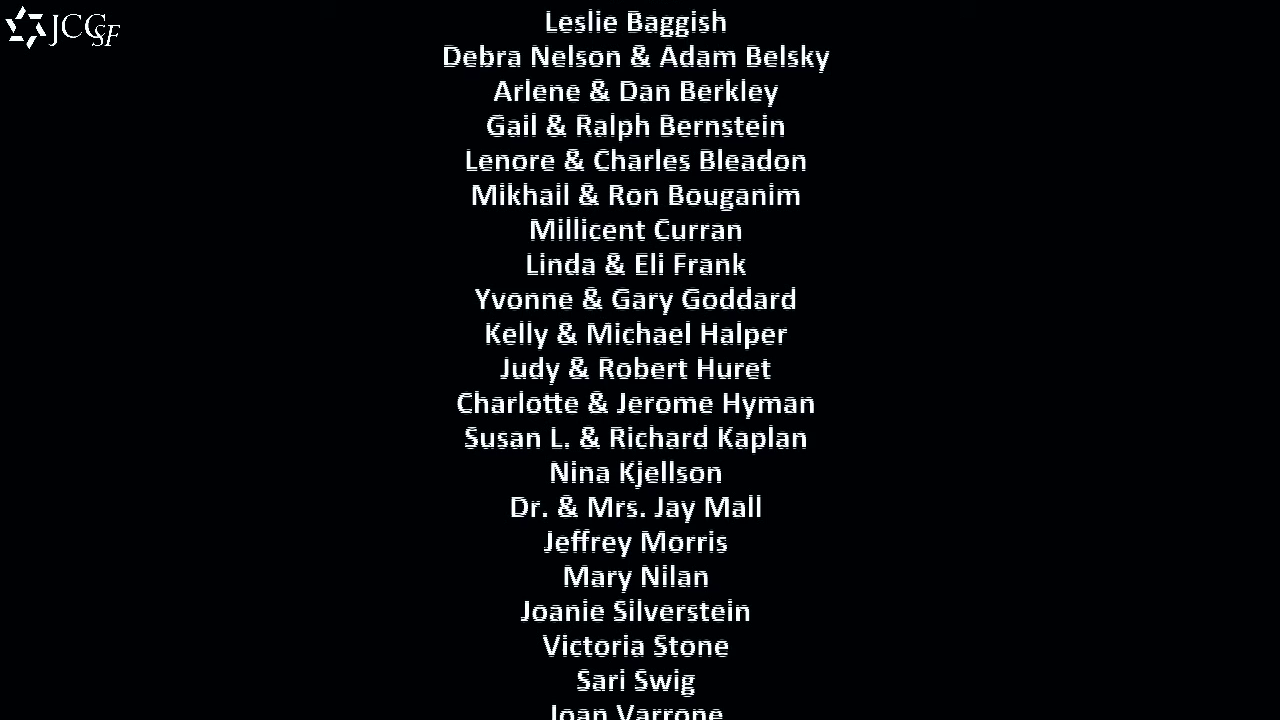 JCCSF
Leslie Baggish
Debra Nelson & Adam Belsky
Arlene & Dan Berkley
Gail & Ralph Bernstein
Lenore & Charles Bleadon
Mikhail & Ron Bouganim
Millicent Curran
Linda & Eli Frank
Yvonne & Gary Goddard
Kelly & Michael Halper
Judy & Robert Huret
Charlotte & Jerome Hyman
Susan L. & Richard Kaplan
Nina Kjellson
Dr. & Mrs. Jay Mall
Jeffrey Morris
Mary Nilan
Joanie Silverstein
Victoria Stone
Sari Swig
Joan Varrone